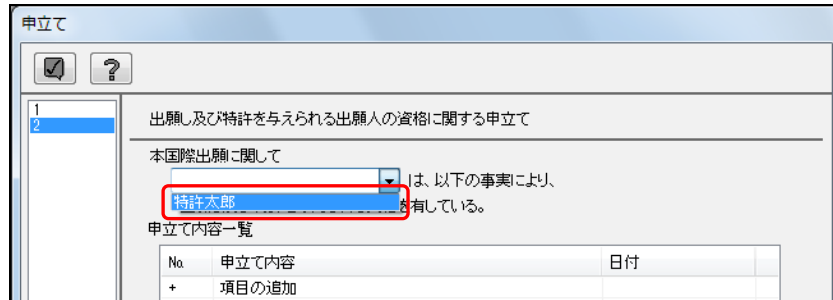 申立て
?
1
2
出願し及び特許を与えられる出願人の資格に関する申立て
本国際出願に関して
は、以下の事実により、
特許太郎
有している。
申立て内容一覧
No. 申立て内容 日付
+ 項目の追加